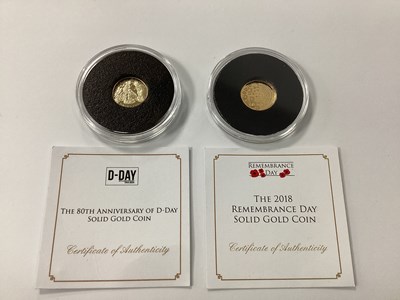 D-DAY
THE 80TH ANNIVERSARY OF D-DAY
SOLID GOLD COIN
Certificate of Authenticity
REMEMBRANCE
DAY
THE 2018
REMEMBRANCE DAY
SOLID GOLD COIN
Certificate of Authenticity